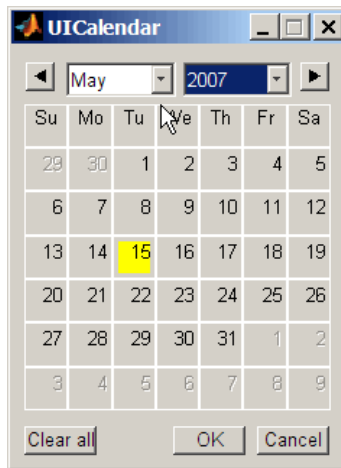 UICalendar
May 2007
Su Mo Tu We Th Fr Sa
29 30 1 2 3 4 5
6 7 8 9 10 11 12
13 14 15 16 17 18 19
20 21 22 23 24 25 26
27 28 29 30 31 1 2
3 4 5 6 7 8 9
Clear all OK Cancel